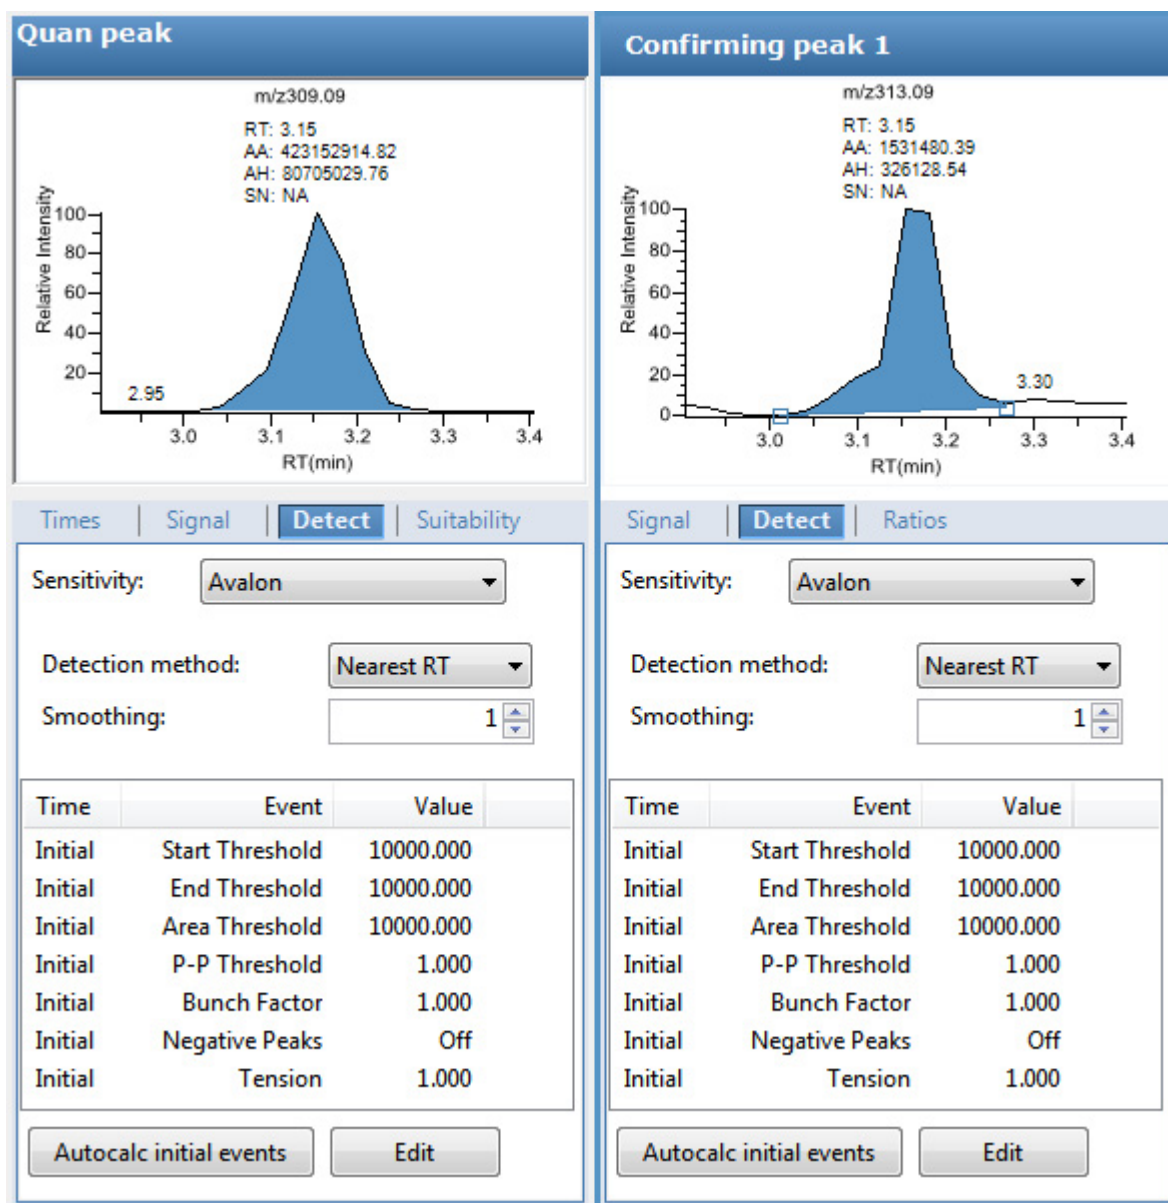 Quan peak
m/z309.09
RT: 3.15
AA: 423152914.82
AH: 80705029.76
SN: NA
Relative Intensity
100
80
60
40
20
2.95
3.0 3.1 3.2 3.3 3.4
RT(min)
Times Signal Detect Suitability
Sensitivity: Avalon
Detection method: Nearest RT
Smoothing: 1
Time Event Value
Initial Start Threshold 10000.000
Initial End Threshold 10000.000
Initial Area Threshold 10000.000
Initial P-P Threshold 1.000
Initial Bunch Factor 1.000
Initial Negative Peaks Off
Initial Tension 1.000
Autocalc initial events Edit
Confirming peak 1
m/z313.09
RT: 3.15
AA: 1531480.39
AH: 326128.54
SN: NA
Relative Intensity
100
80
60
40
20
0
3.30
3.0 3.1 3.2 3.3 3.4
RT(min)
Signal Detect Ratios
Sensitivity: Avalon
Detection method: Nearest RT
Smoothing: 1
Time Event Value
Initial Start Threshold 10000.000
Initial End Threshold 10000.000
Initial Area Threshold 10000.000
Initial P-P Threshold 1.000
Initial Bunch Factor 1.000
Initial Negative Peaks Off
Initial Tension 1.000
Autocalc initial events Edit